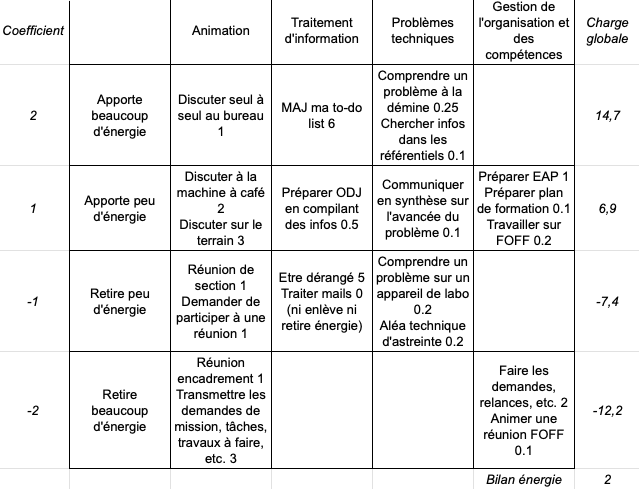 Coefficient
Animation
Traitement
d'information
Problèmes
techniques
Gestion de
l'organisation et
des
compétences
Charge
globale
2
Apporte
beaucoup
d'énergie
Discuter seul à
seul au bureau
1
MAJ ma to-do
list 6
Comprendre un
problème à la
démine 0.25
Chercher infos
dans les
référentiels 0.1
14,7
1
Apporte peu
d'énergie
Discuter à la
machine à café
2
Discuter sur le
terrain 3
Préparer ODJ
en compilant
des infos 0.5
Communiquer
en synthèse sur
l'avancée du
problème 0.1
Préparer EAP 1
Préparer plan
de formation 0.1
Travailler sur
FOFF 0.2
6,9
-1
Retire peu
d'énergie
Réunion de
section 1
Demander de
participer à une
réunion 1
Etre dérangé 5
Traiter mails 0
(ni enlève ni
retire énergie)
Comprendre un
problème sur un
appareil de labo
0.2
Aléa technique
d'astreinte 0.2
-7,4
-2
Retire
beaucoup
d'énergie
Réunion
encadrement 1
Transmettre les
demandes de
mission, tâches,
travaux à faire,
etc. 3
Faire les
demandes,
relances, etc. 2
Animer une
réunion FOFF
0.1
-12,2
Bilan énergie
2